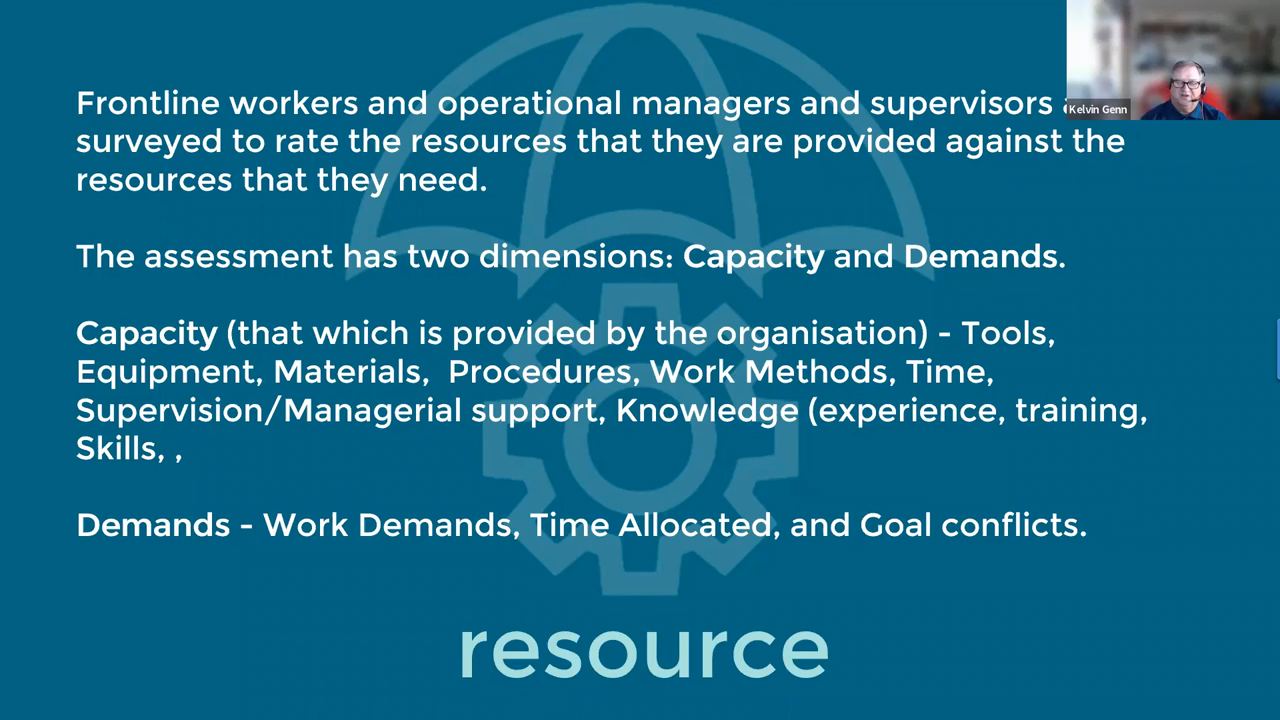 Frontline workers and operational managers and supervisors
surveyed to rate the resources that they are provided against the
resources that they need.
The assessment has two dimensions: Capacity and Demands.
Capacity (that which is provided by the organisation) - Tools,
Equipment, Materials,  Procedures, Work Methods, Time,
Supervision/Managerial support, Knowledge (experience, training,
Skills, ,
Demands - Work Demands, Time Allocated, and Goal conflicts.
resource
Kelvin Genn